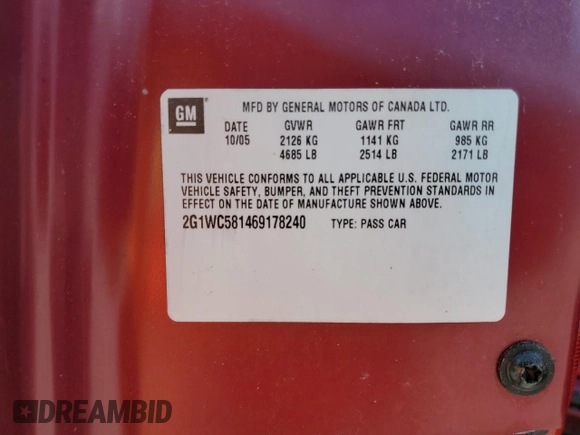 GM
MFD BY GENERAL MOTORS OF CANADA LTD.
DATE GVWR GAWR FRT GAWR RR
10/05 2126 KG 1141 KG 985 KG
4685 LB 2514 LB 2171 LB
THIS VEHICLE CONFORMS TO ALL APPLICABLE U.S. FEDERAL MOTOR
VEHICLE SAFETY, BUMPER, AND THEFT PREVENTION STANDARDS IN
EFFECT ON THE DATE OF MANUFACTURE SHOWN ABOVE.
2G1WC581469178240 TYPE: PASS CAR
DREAMBID